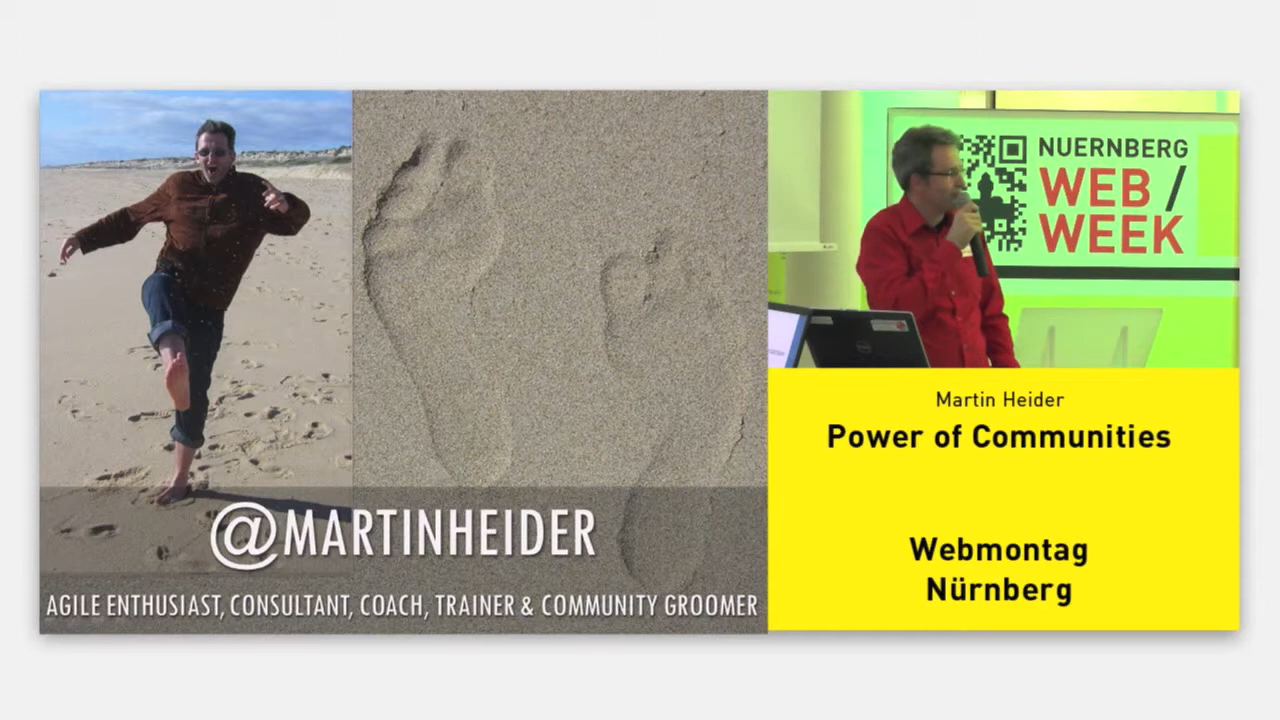 @MARTINHEIDER
AGILE ENTHUSIAST, CONSULTANT, COACH, TRAINER & COMMUNITY GROOMER
NUERNBERG
WEB /
WEEK
Martin Heider
Power of Communities
Webmontag
Nürnberg